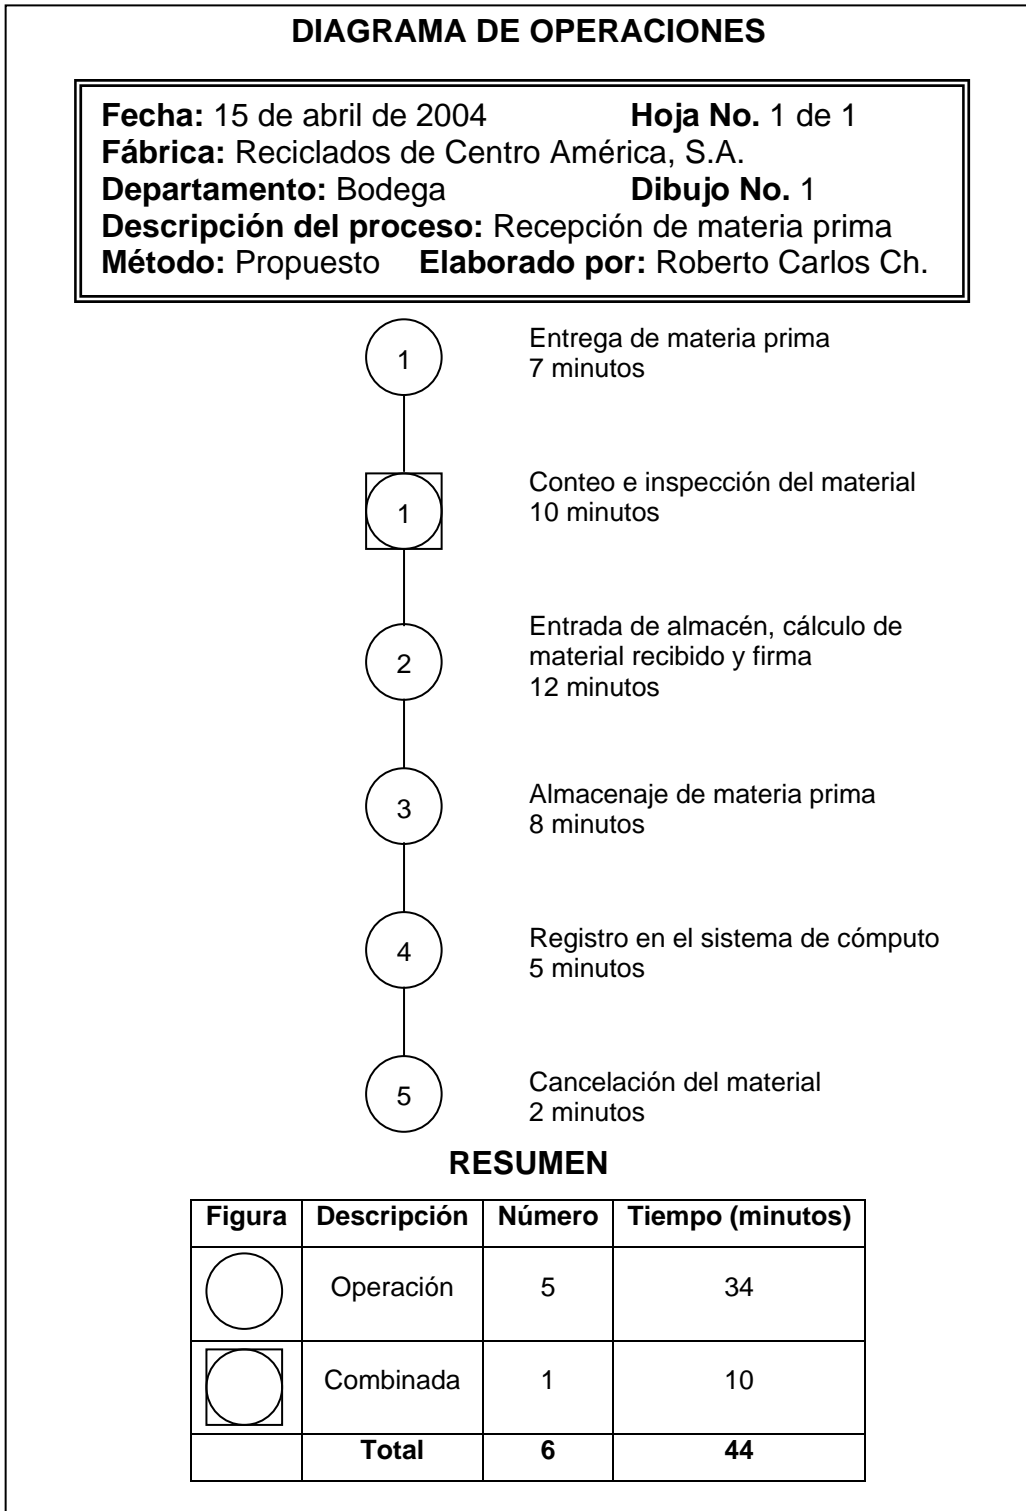 DIAGRAMA DE OPERACIONES
Fecha: 15 de abril de 2004 Hoja No. 1 de 1
Fábrica: Reciclados de Centro América, S.A.
Departamento: Bodega Dibujo No. 1
Descripción del proceso: Recepción de materia prima
Método: Propuesto Elaborado por: Roberto Carlos Ch.
1
Entrega de materia prima
7 minutos
1
Conteo e inspección del material
10 minutos
2
Entrada de almacén, cálculo de
material recibido y firma
12 minutos
3
Almacenaje de materia prima
8 minutos
4
Registro en el sistema de cómputo
5 minutos
5
Cancelación del material
2 minutos
RESUMEN
Figura Descripción Número Tiempo (minutos)
Operación 5 34
Combinada 1 10
Total 6 44